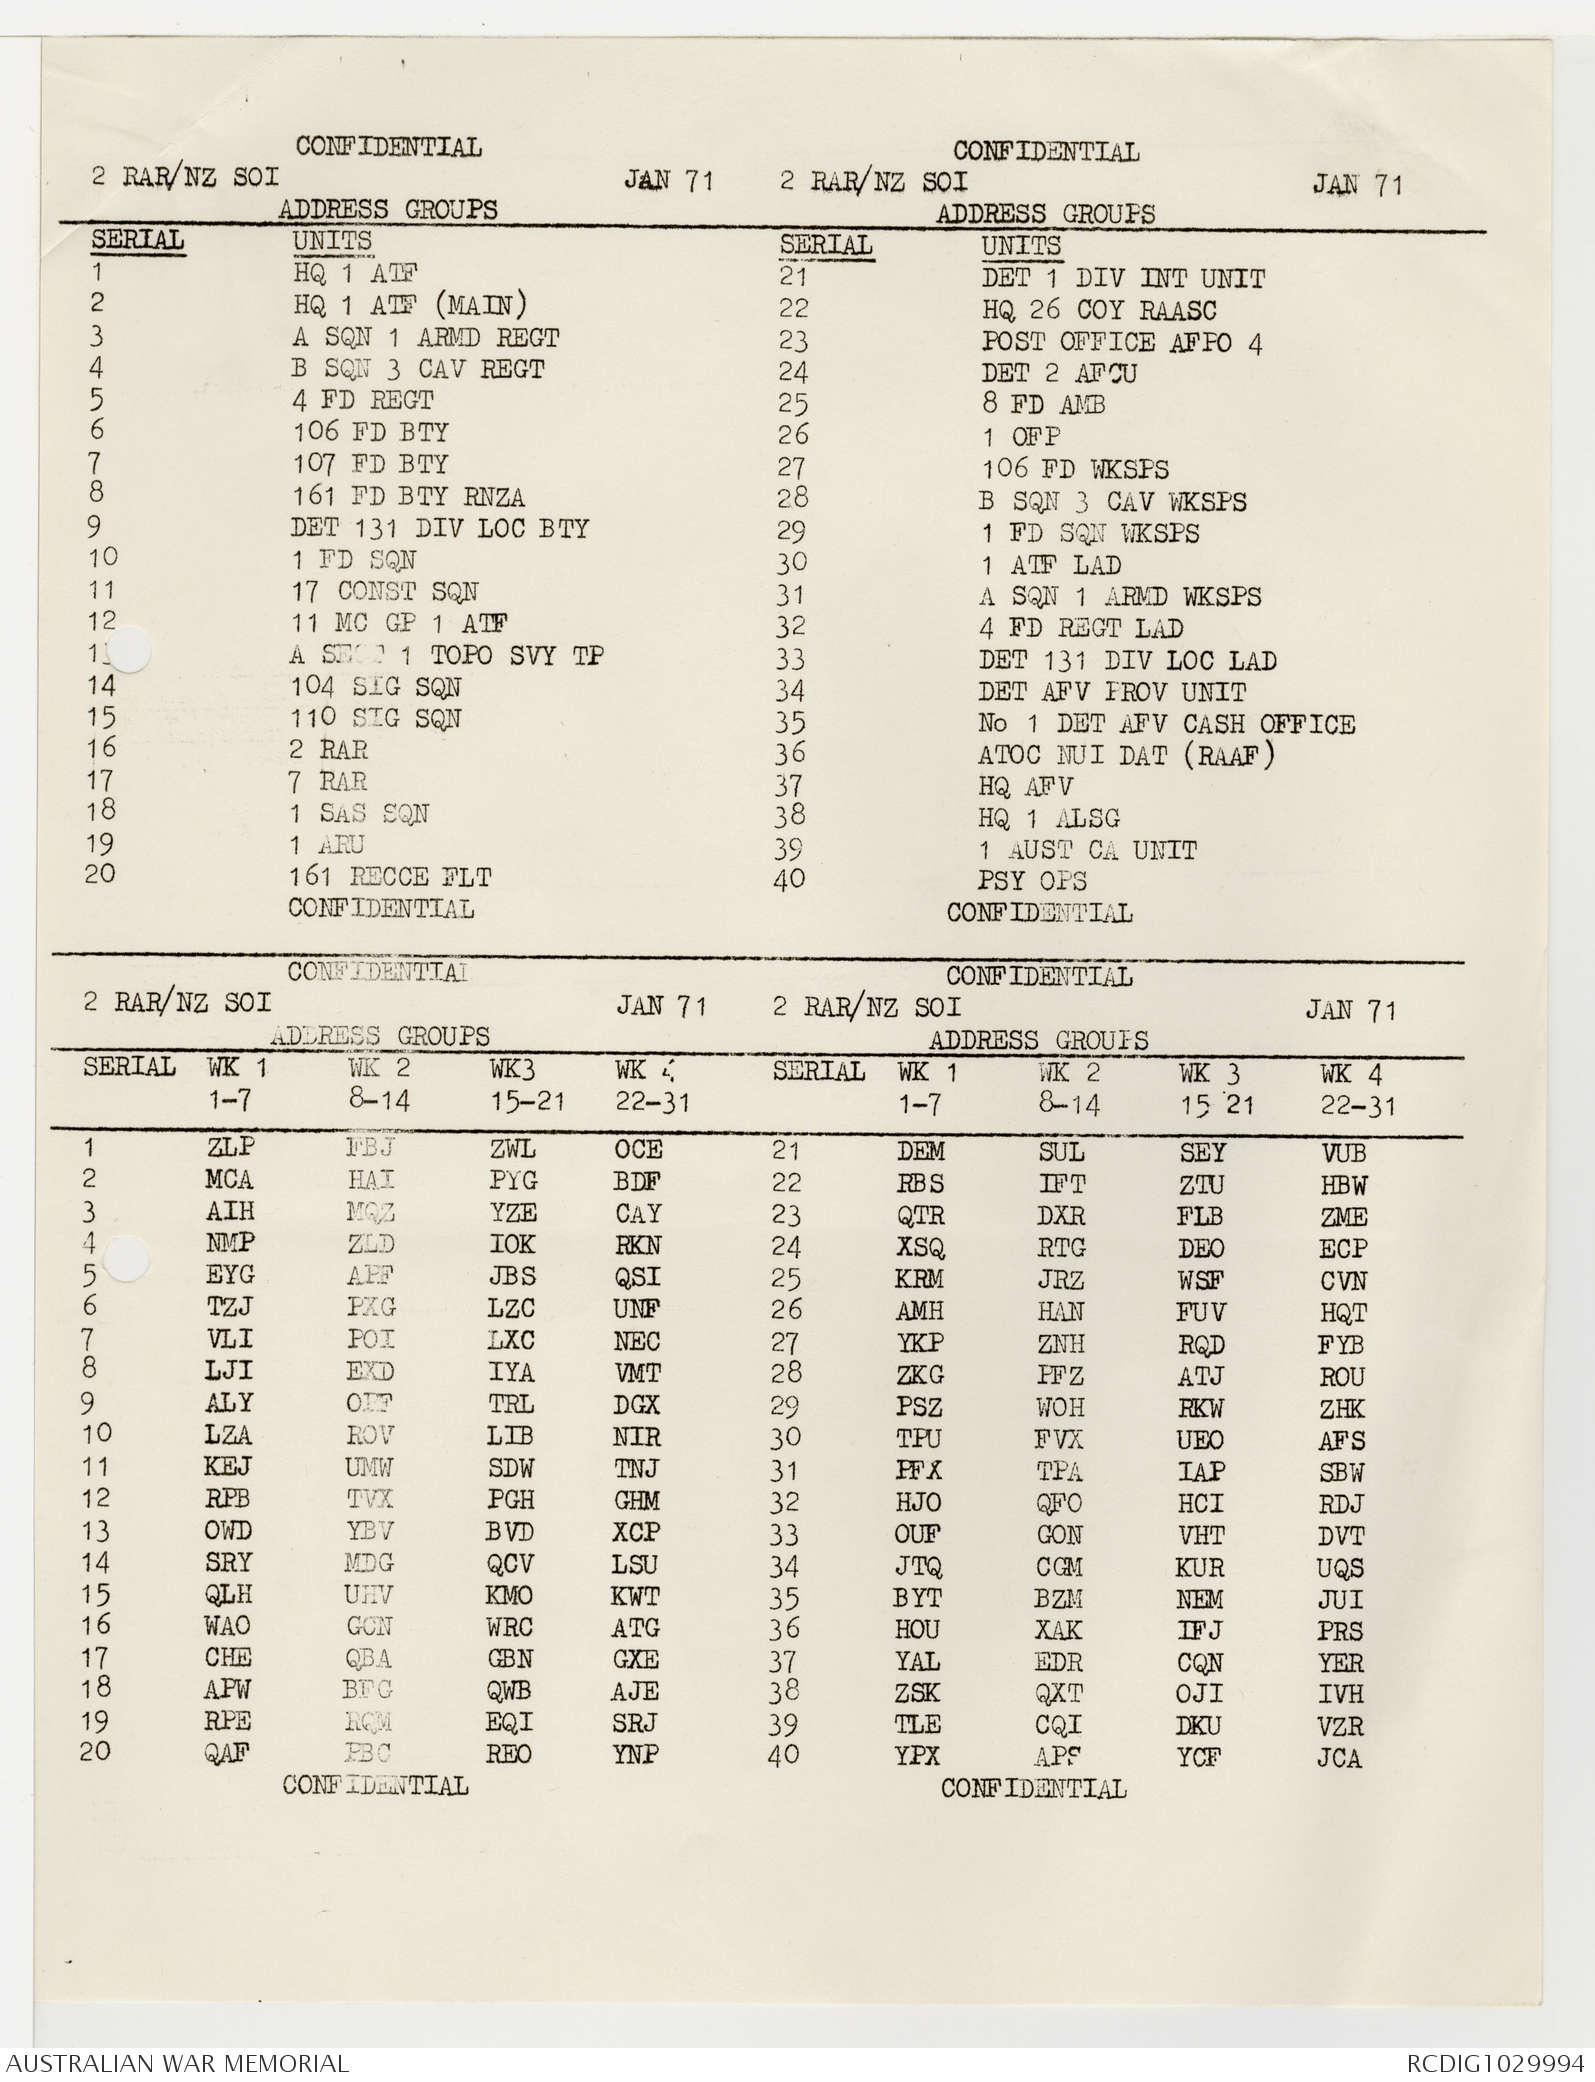 CONFIDENTIAL
2 RAR/NZ SOI JAN 71
ADDRESS GROUPS
SERIAL UNITS
1 HQ 1 ATF
2 HQ 1 ATF (MAIN)
3 A SQN 1 ARMD REGT
4 B SQN 3 CAV REGT
5 4 FD REGT
6 106 FD BTY
7 107 FD BTY
8 161 FD BTY RNZA
9 DET 131 DIV LOC BTY
10 1 FD SQN
11 17 CONST SQN
12 11 MC GP 1 ATF
A SECT 1 TOPO SVY TP
14 104 SIG SQN
15 110 SIG SQN
16 2 RAR
17 7 RAR
18 1 SAS SQN
19 1 ARU
20 161 RECCE FLT
CONFIDENTIAL
CONFIDENTIAL
2 RAR/NZ SOI JAN 71
ADDRESS GROUPS
SERIAL UNITS
21 DET 1 DIV INT UNIT
22 HQ 26 COY RAASC
23 POST OFFICE AFPO 4
24 DET 2 AFCU
25 8 FD AMB
26 1 OFP
27 106 FD WKSPS
28 B SQN 3 CAV WKSPS
29 1 FD SQN WKSPS
30 1 ATF LAD
31 A SQN 1 ARMD WKSPS
32 4 FD REGT LAD
33 DET 131 DIV LOC LAD
34 DET AFV PROV UNIT
35 No 1 DET AFV CASH OFFICE
36 ATOC NUI DAT (RAAF)
37 HQ AFV
38 HQ 1 ALSG
39 1 AUST CA UNIT
40 PSY OPS
CONFIDENTIAL
CONFIDENTIAL
2 RAR/NZ SOI JAN 71
ADDRESS GROUPS
SERIAL WK 1 WK 2 WK3 WK 4
1-7 8-14 15-21 22-31
1 ZLP FBJ ZWL OCE
2 MCA HAI PYG BDF
3 AIH MQZ YZE CAY
4 NMP ZLD IOK RKN
5 EYG APF JBS QSI
6 TZJ PXG LZC UNF
7 VLI POI LXC NEC
8 LJI EXD IYA VMT
9 ALY TRL DGX
10 LZA ROV LIB NIR
11 KEJ UMW SDW TNJ
12 RPB TVX PGH GHM
13 OWD YBV BVD XCP
14 SRY MDG QCV LSU
15 QLH UHV KMO KWT
16 WAO GCN WRC ATG
17 CHE QBA GBN GXE
18 APW BFG QWB AJE
19 RPE RQM EQI SRJ
20 QAF PBC REO YNP
CONFIDENTIAL
CONFIDENTIAL
2 RAR/NZ SOI JAN 71
ADDRESS GROUPS
SERIAL WK 1 WK 2 WK 3 WK 4
1-7 8-14 15 21 22-31
21 DEM SUL SEY VUB
22 RBS IFT ZTU HBW
23 QTR DXR FLB ZME
24 XSQ RTG DEO ECP
25 KRM JRZ WSF CVN
26 AMH HAN FUV HQT
27 YKP ZNH RQD FYB
28 ZKG PFZ ATJ ROU
29 PSZ WOH RKW ZHK
30 TPU FVX UEO AFS
31 PFX TPA IAP SBW
32 HJO QFO HCI RDJ
33 OUF GON VHT DVT
34 JTQ CGM KUR UQS
35 BYT BZM NEM JUI
36 HOU XAK IFJ PRS
37 YAL EDR CQN YER
38 ZSK QXT OJI IVH
39 TLE CQI DKU VZR
40 YPX APS YCF JCA
CONFIDENTIAL
AUSTRALIAN WAR MEMORIAL RCDIG1029994